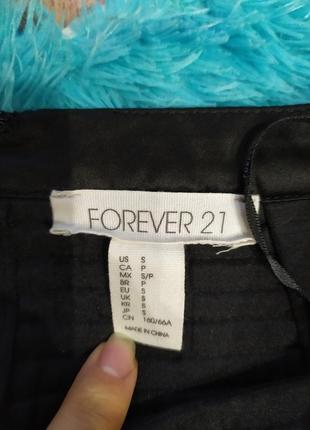 FOREVER 21
US S
CA P
MX S/P
BR P
EU S
UK S
KR S
JP S
CN 160/66A
MADE IN CHINA